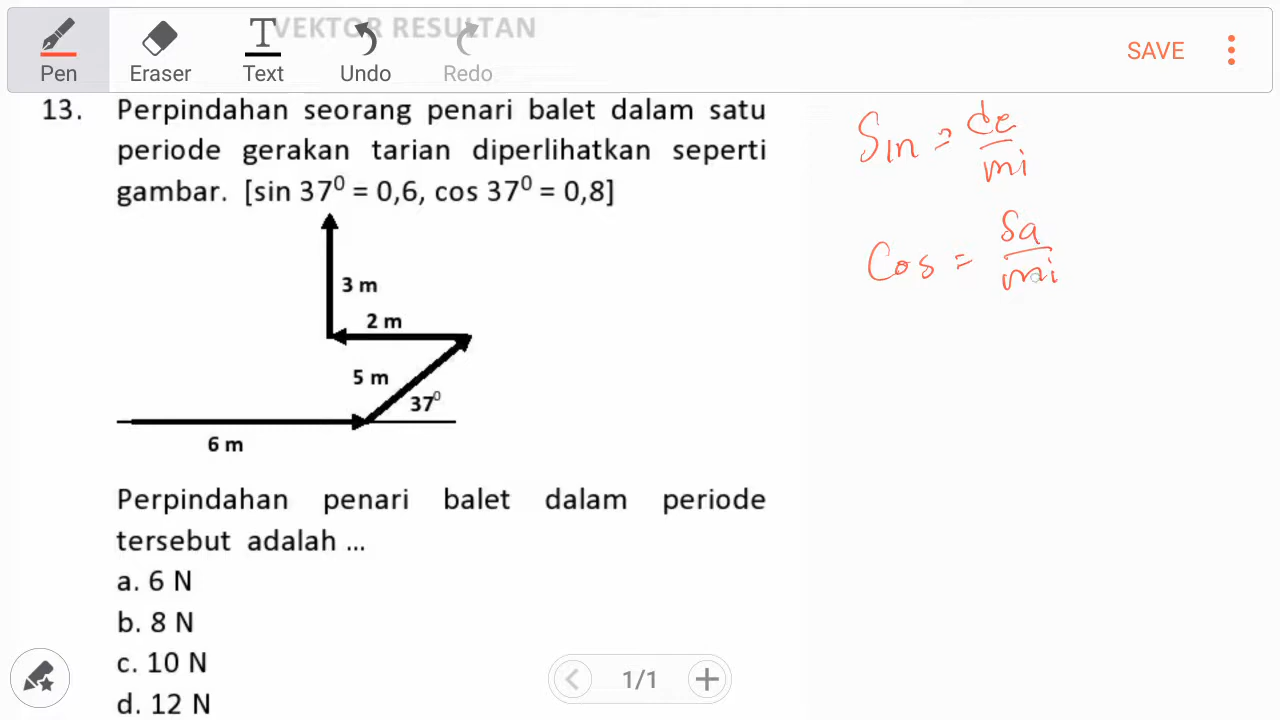 VEKTOR RESULTAN
Pen
Eraser
Text
Undo
Redo
SAVE
13. Perpindahan seorang penari balet dalam satu
periode gerakan tarian diperlihatkan seperti
gambar. [sin 37⁰ = 0,6, cos 37⁰ = 0,8]
3 m
2 m
5 m
37⁰
6 m
Perpindahan penari balet dalam periode
tersebut adalah ...
a. 6 N
b. 8 N
c. 10 N
d. 12 N
Sin = de/mi
Cos = sa/mi
1/1